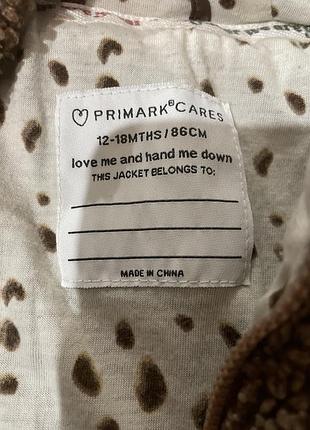 ♡ PRIMARK®CARES
12-18MTHS / 86CM
love me and hand me down
THIS JACKET BELONGS TO:
MADE IN CHINA